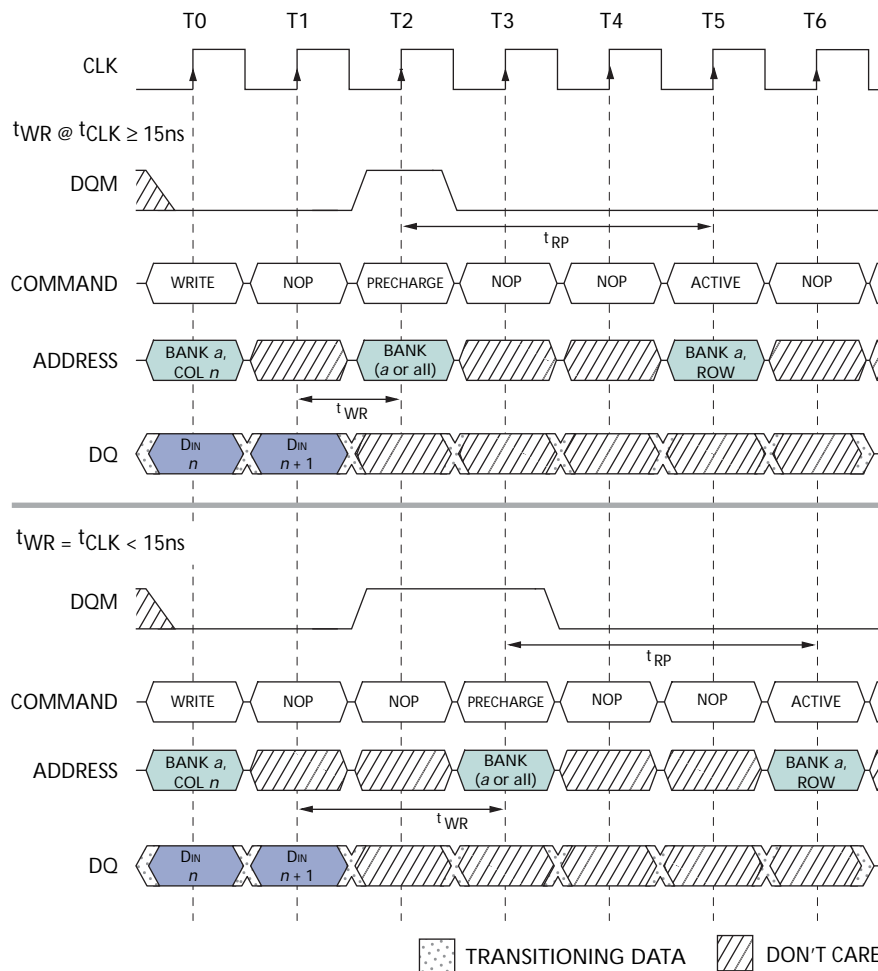 T0 T1 T2 T3 T4 T5 T6
CLK
tWR @ tCLK ≥ 15ns
DQM
tRP
COMMAND WRITE NOP PRECHARGE NOP NOP ACTIVE NOP
ADDRESS BANK a, COL n BANK (a or all) BANK a, ROW
tWR
DQ DIN n DIN n + 1
tWR = tCLK < 15ns
DQM
tRP
COMMAND WRITE NOP NOP PRECHARGE NOP NOP ACTIVE
ADDRESS BANK a, COL n BANK (a or all) BANK a, ROW
tWR
DQ DIN n DIN n + 1
TRANSITIONING DATA DON'T CARE